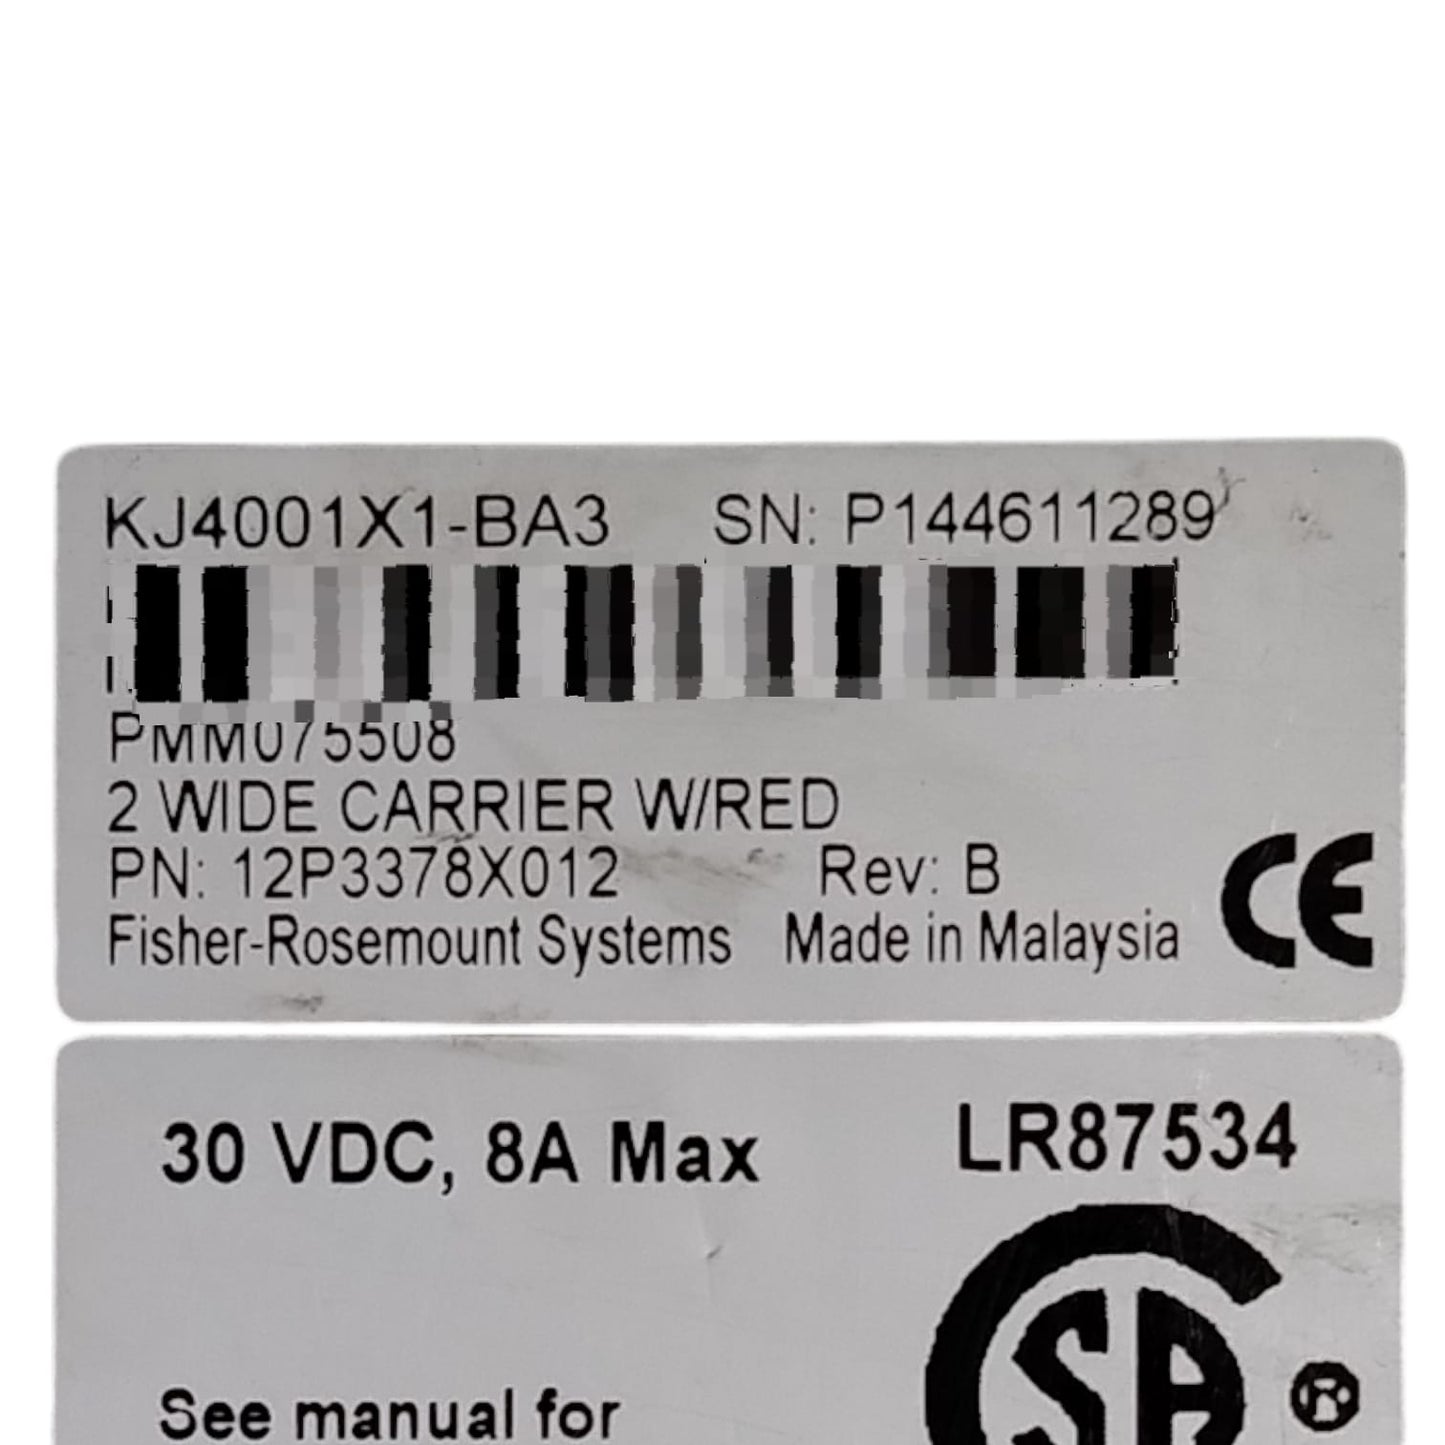 KJ4001X1-BA3 SN: P144611289
PMM075508
2 WIDE CARRIER W/RED
PN: 12P3378X012 Rev: B
Fisher-Rosemount Systems Made in Malaysia
CE
30 VDC, 8A Max LR87534
SA ®
See manual for